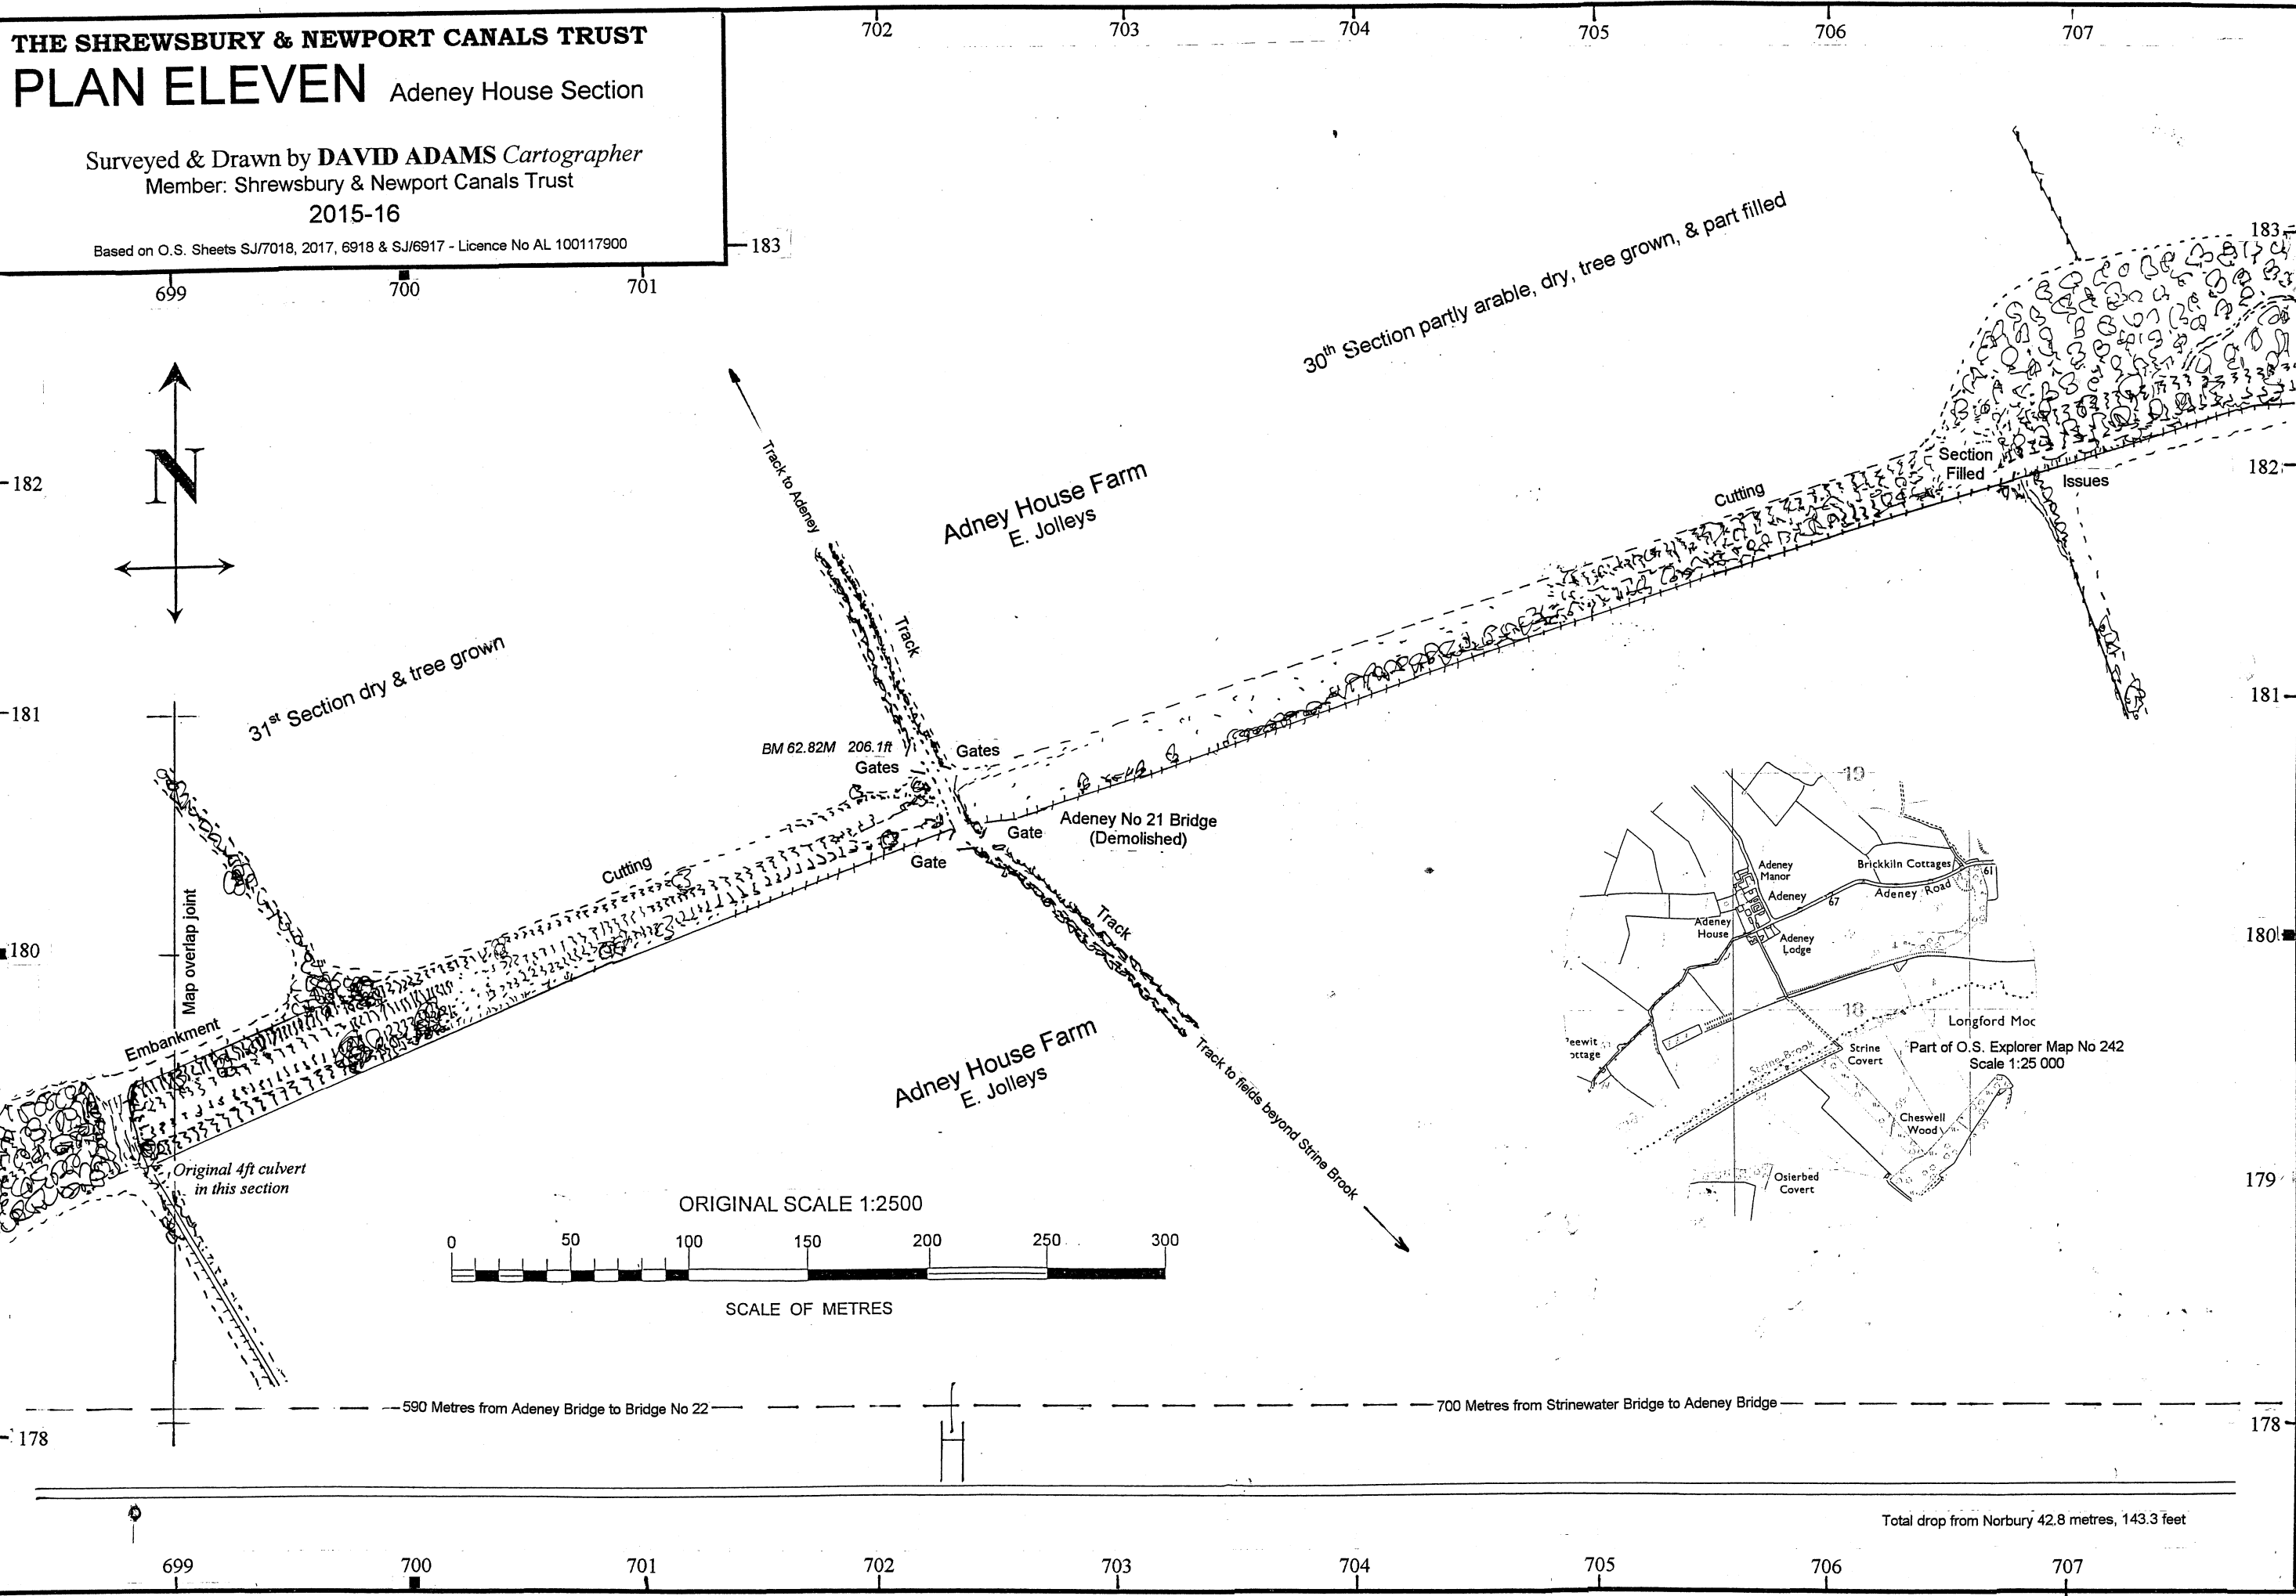 THE SHREWSBURY & NEWPORT CANALS TRUST
PLAN ELEVEN Adeney House Section
Surveyed & Drawn by DAVID ADAMS Cartographer
Member: Shrewsbury & Newport Canals Trust
2015-16
Based on O.S. Sheets SJ/7018, 2017, 6918 & SJ/6917 - Licence No AL 100117900
702 703 704 705 706 707
183
183
699 700 701
30th Section partly arable, dry, tree grown, & part filled
N
182
Track to Adeney
Adney House Farm
E. Jolleys
Cutting
Section
Filled
Issues
182
Track
31st Section dry & tree grown
181
181
BM 62.82M 206.1ft
Gates
Gates
Adeney No 21 Bridge
(Demolished)
Gate
Gate
Cutting
Track
Map overlap joint
180
180
Embankment
Adney House Farm
E. Jolleys
Track to fields beyond Strine Brook
Original 4ft culvert
in this section
19
Adeney
Manor
Brickkiln Cottages
61
Adeney
67
Adeney Road
Adeney
House
Adeney
Lodge
18
Longford Moc
Part of O.S. Explorer Map No 242
Scale 1:25 000
Strine Brook
Strine
Covert
Cheswell
Wood
Osierbed
Covert
179
ORIGINAL SCALE 1:2500
0 50 100 150 200 250 300
SCALE OF METRES
590 Metres from Adeney Bridge to Bridge No 22
700 Metres from Strinewater Bridge to Adeney Bridge
178
178
Total drop from Norbury 42.8 metres, 143.3 feet
699 700 701 702 703 704 705 706 707